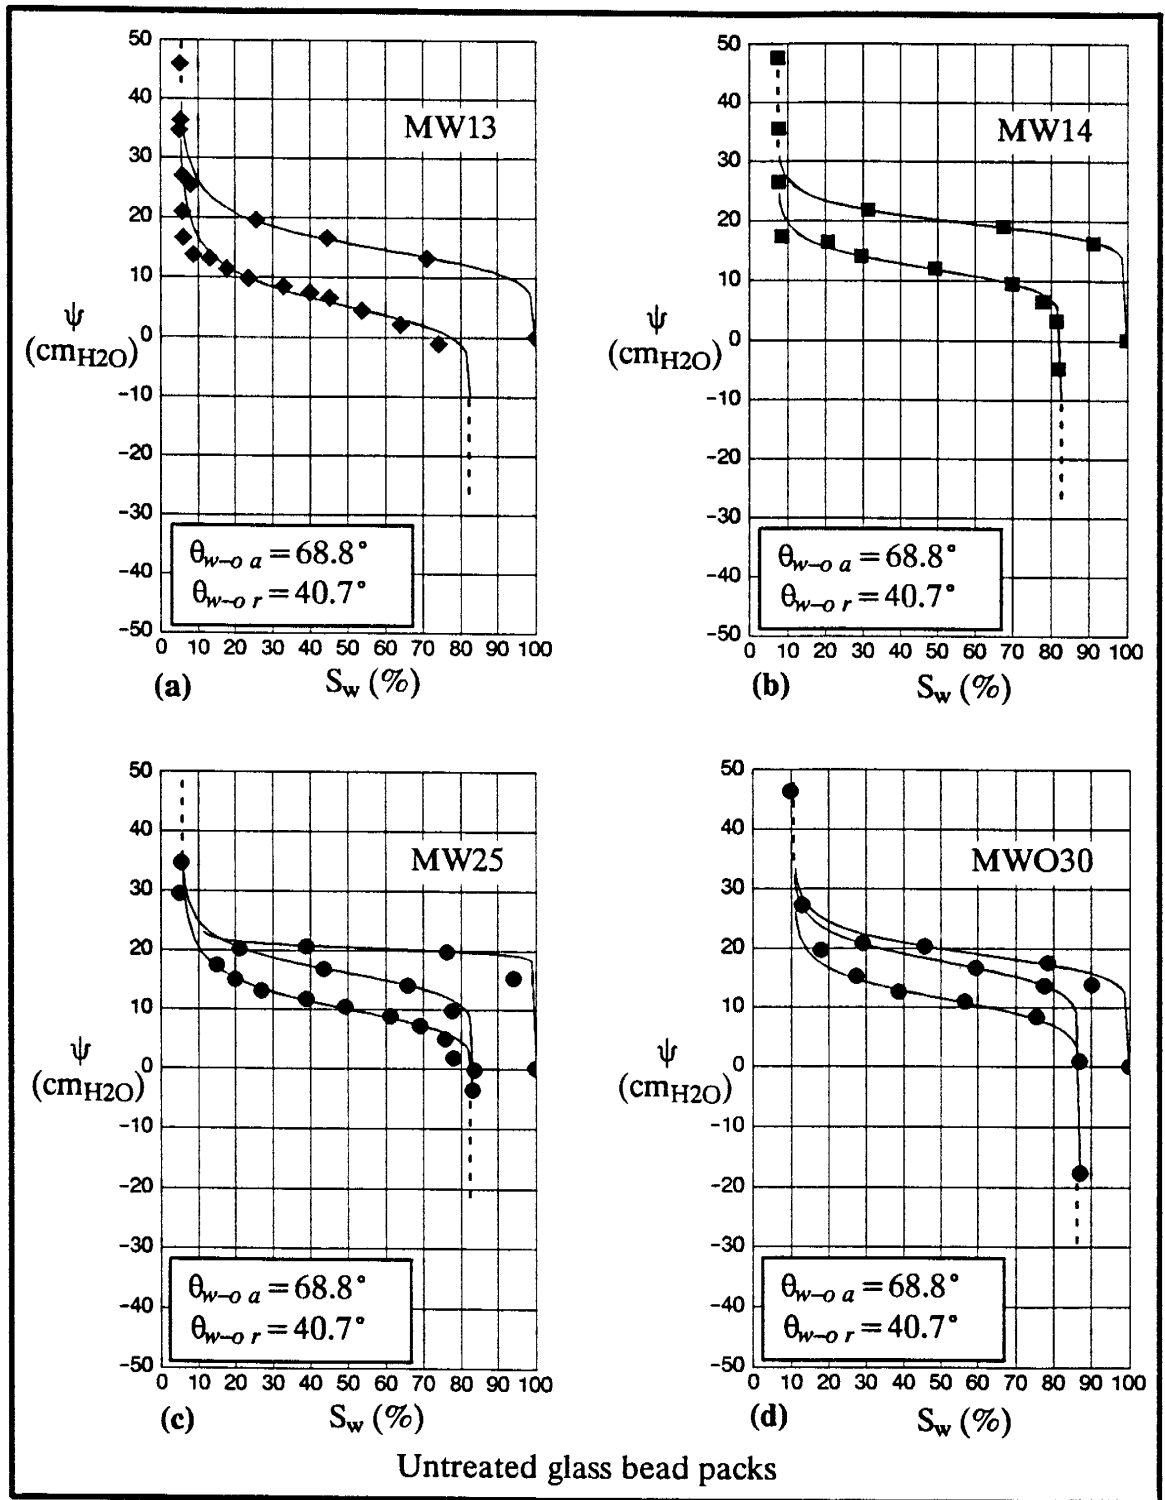 50
40
30
20
10
0
−10
−20
−30
−40
−50
ψ
(cmH2O)
MW13
θw−o a = 68.8°
θw−o r = 40.7°
0 10 20 30 40 50 60 70 80 90 100
(a) Sw (%)
50
40
30
20
10
0
−10
−20
−30
−40
−50
ψ
(cmH2O)
MW14
θw−o a = 68.8°
θw−o r = 40.7°
0 10 20 30 40 50 60 70 80 90 100
(b) Sw (%)
50
40
30
20
10
0
−10
−20
−30
−40
−50
ψ
(cmH2O)
MW25
θw−o a = 68.8°
θw−o r = 40.7°
0 10 20 30 40 50 60 70 80 90 100
(c) Sw (%)
50
40
30
20
10
0
−10
−20
−30
−40
−50
ψ
(cmH2O)
MWO30
θw−o a = 68.8°
θw−o r = 40.7°
0 10 20 30 40 50 60 70 80 90 100
(d) Sw (%)
Untreated glass bead packs